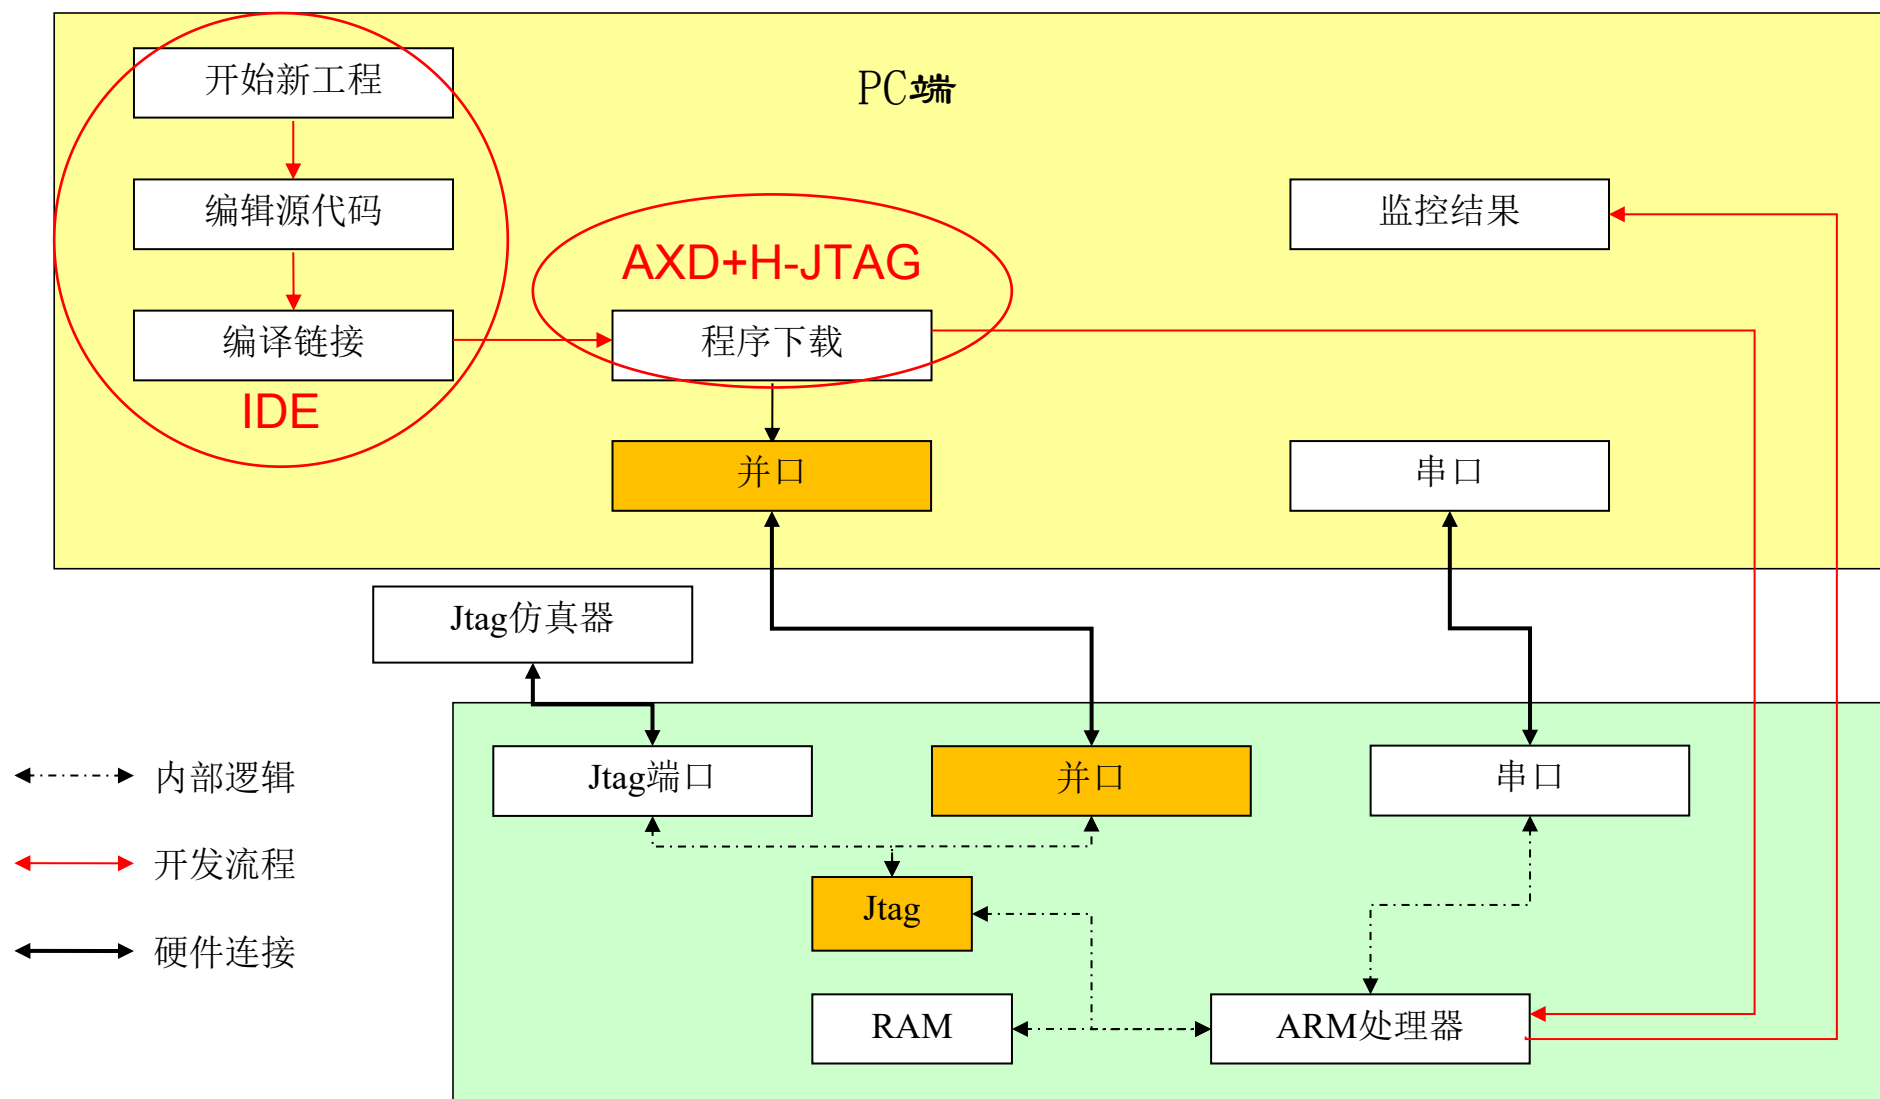 开始新工程
PC端
编辑源代码
监控结果
AXD+H-JTAG
编译链接
程序下载
IDE
并口
串口
Jtag仿真器
内部逻辑
Jtag端口
并口
串口
开发流程
Jtag
硬件连接
RAM
ARM处理器